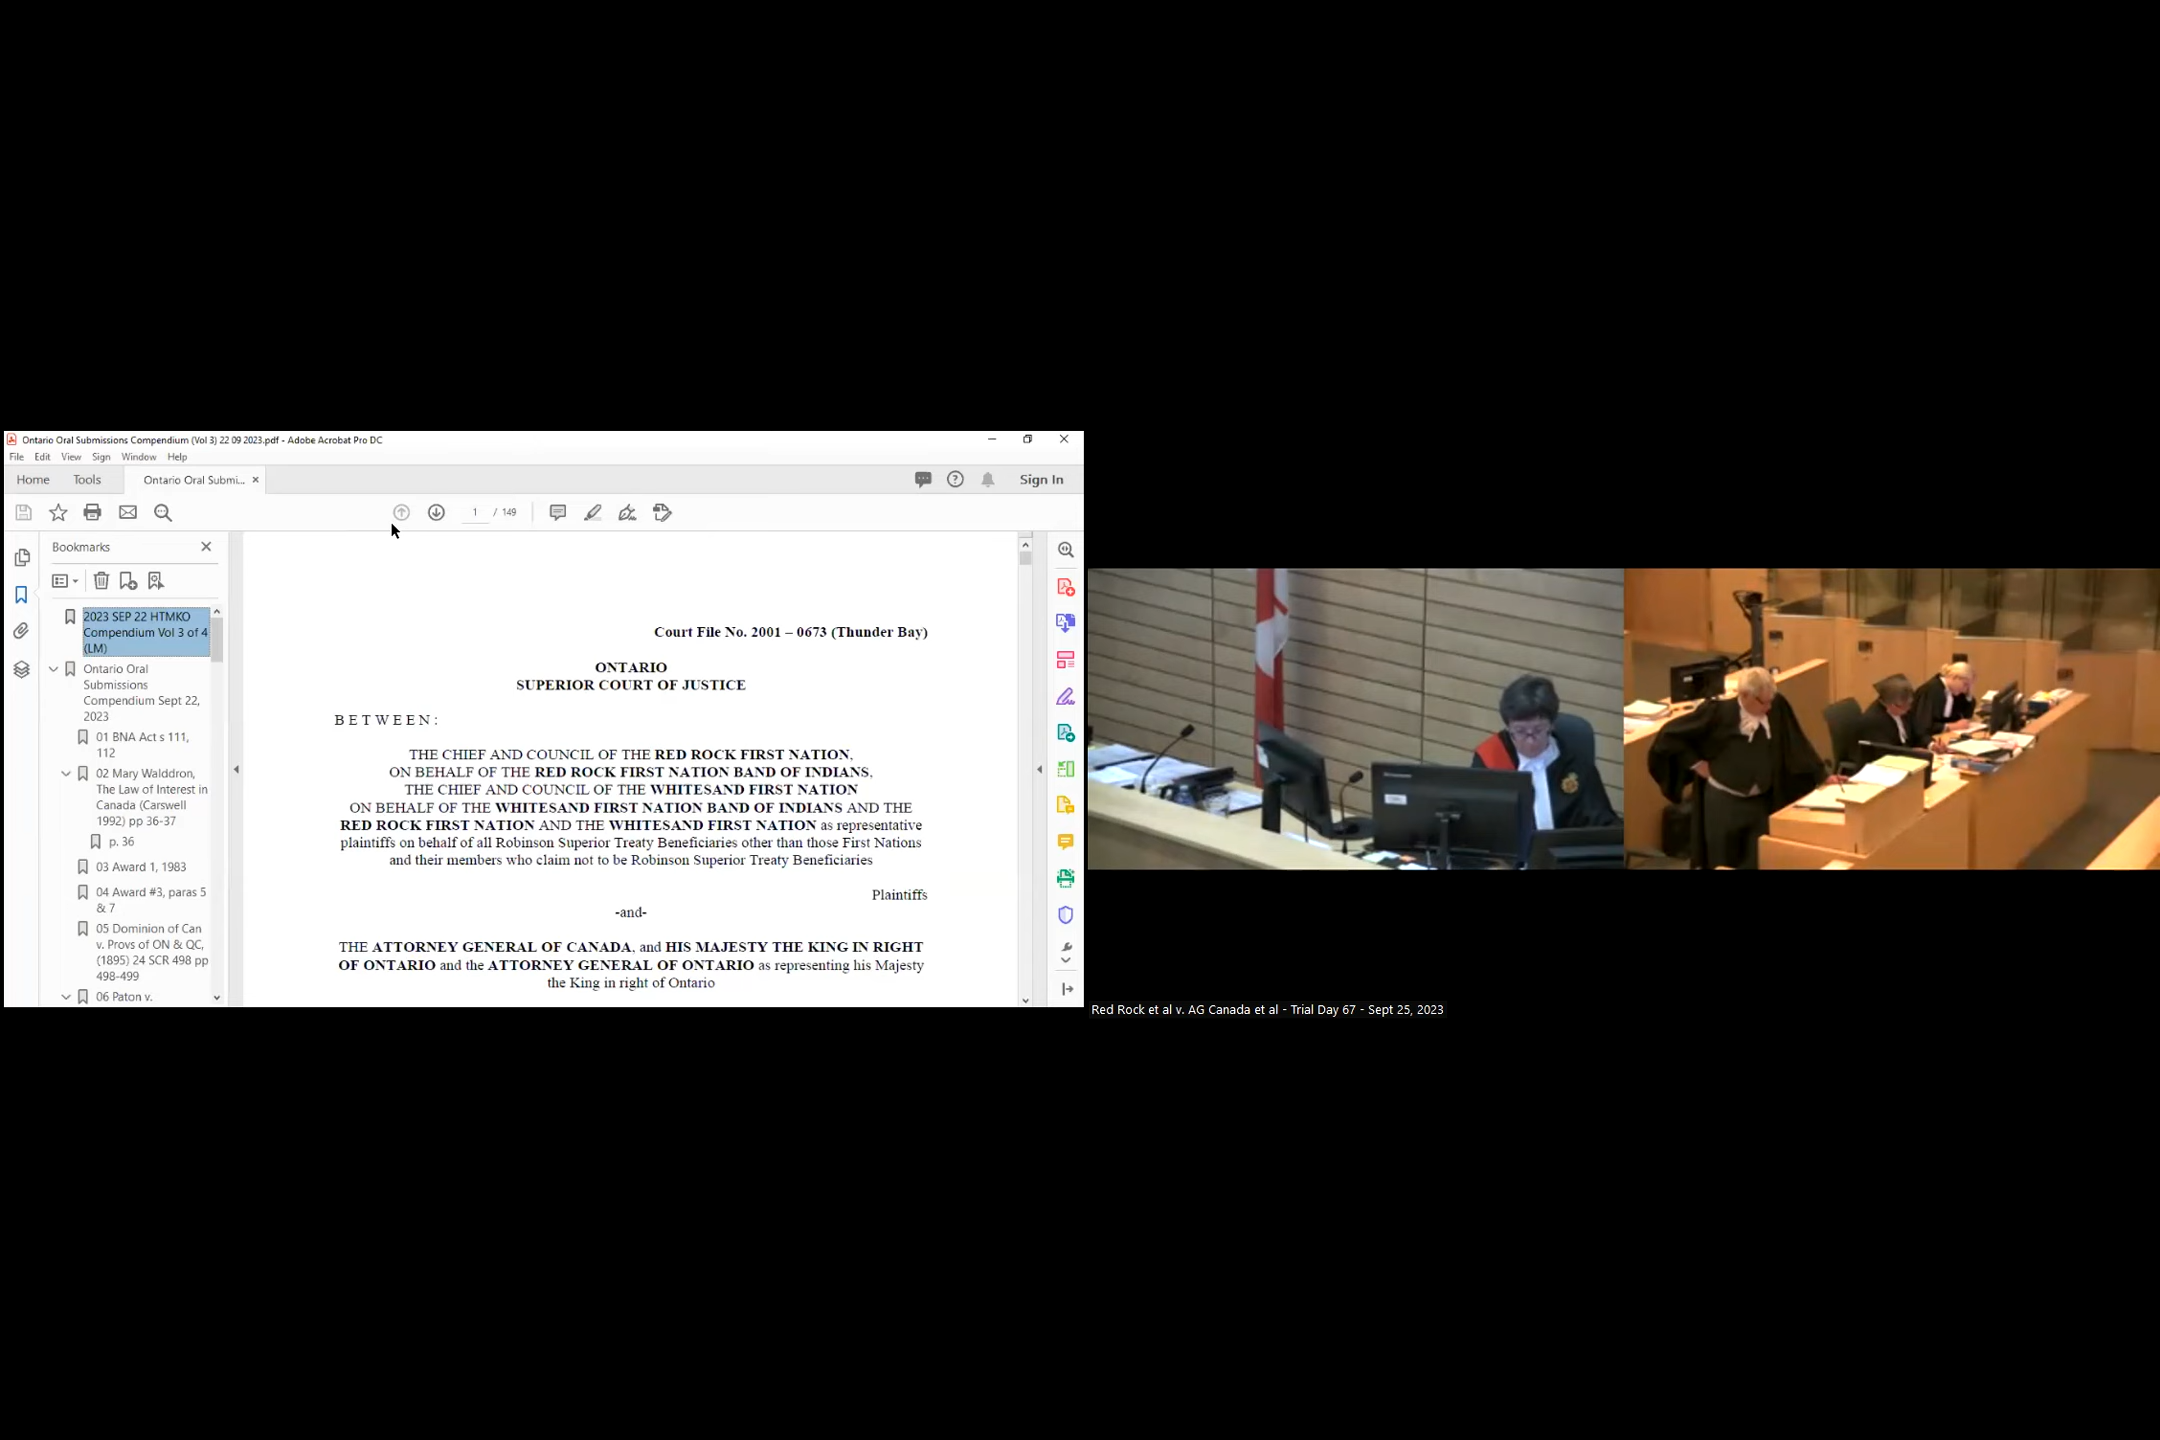 Ontario Oral Submissions Compendium (Vol 3) 22 09 2023.pdf - Adobe Acrobat Pro DC
File Edit View Sign Window Help
Home Tools Ontario Oral Submi... × Sign In
1 / 149
Bookmarks
2023 SEP 22 HTMKO
Compendium Vol 3 of 4
(LM)
Ontario Oral
Submissions
Compendium Sept 22,
2023
01 BNA Act s 111,
112
02 Mary Walddron,
The Law of Interest in
Canada (Carswell
1992) pp 36-37
p. 36
03 Award 1, 1983
04 Award #3, paras 5
& 7
05 Dominion of Can
v. Provs of ON & QC,
(1895) 24 SCR 498 pp
498-499
06 Paton v.
Court File No. 2001 – 0673 (Thunder Bay)
ONTARIO
SUPERIOR COURT OF JUSTICE
B E T W E E N :
THE CHIEF AND COUNCIL OF THE RED ROCK FIRST NATION,
ON BEHALF OF THE RED ROCK FIRST NATION BAND OF INDIANS,
THE CHIEF AND COUNCIL OF THE WHITESAND FIRST NATION
ON BEHALF OF THE WHITESAND FIRST NATION BAND OF INDIANS AND THE
RED ROCK FIRST NATION AND THE WHITESAND FIRST NATION as representative
plaintiffs on behalf of all Robinson Superior Treaty Beneficiaries other than those First Nations
and their members who claim not to be Robinson Superior Treaty Beneficiaries
Plaintiffs
-and-
THE ATTORNEY GENERAL OF CANADA, and HIS MAJESTY THE KING IN RIGHT
OF ONTARIO and the ATTORNEY GENERAL OF ONTARIO as representing his Majesty
the King in right of Ontario
Red Rock et al v. AG Canada et al - Trial Day 67 - Sept 25, 2023